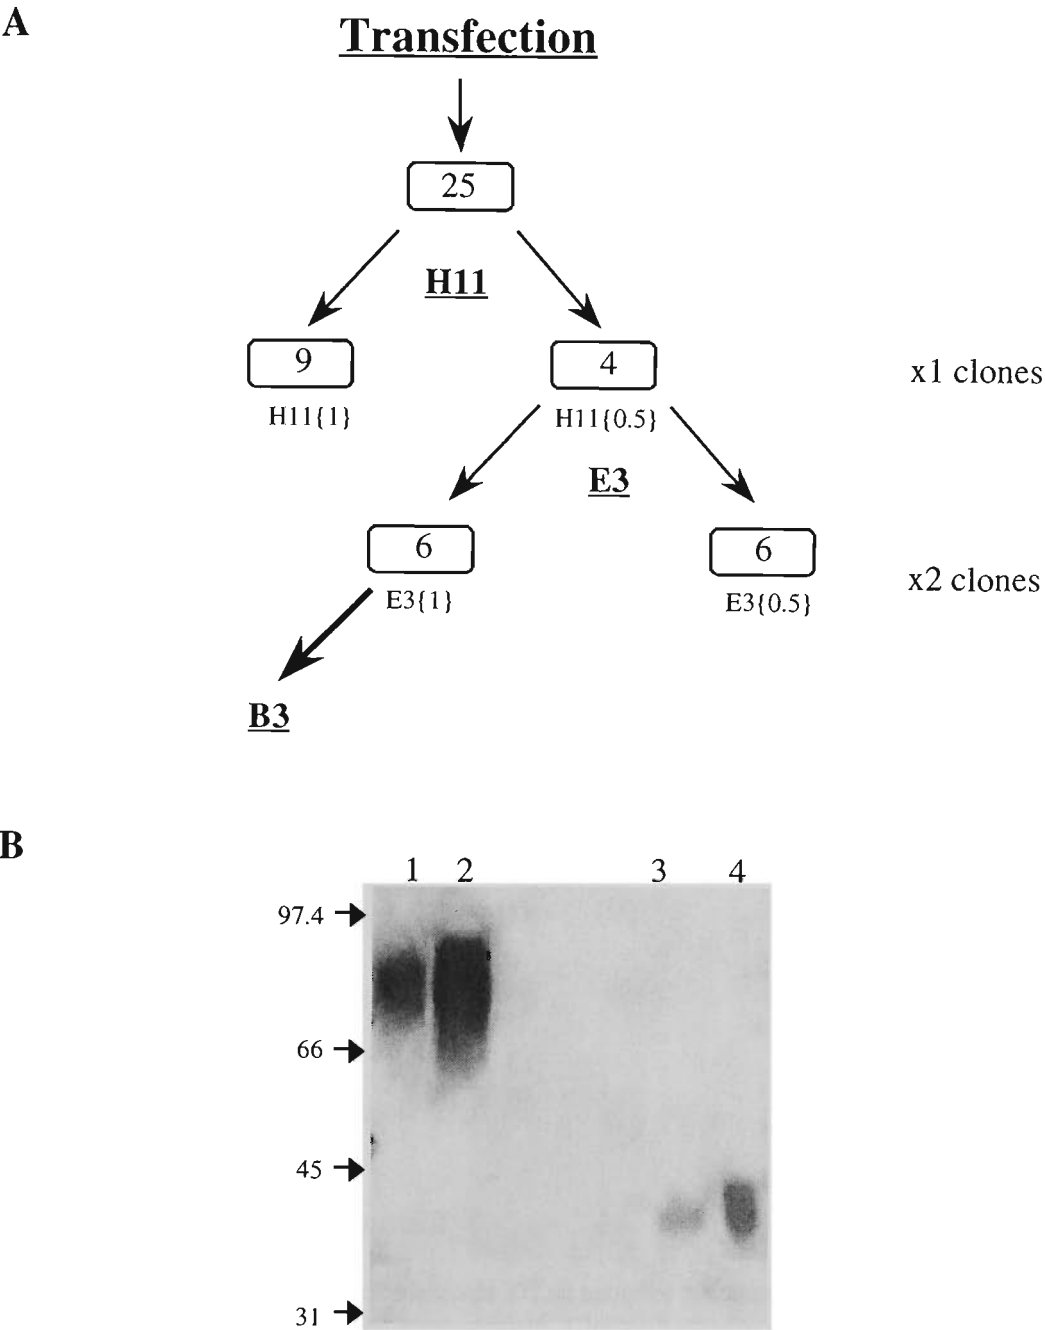 A
Transfection
25
H11
9
4
x1 clones
H11{1}
H11{0.5}
E3
6
6
x2 clones
E3{1}
E3{0.5}
B3
B
1 2 3 4
97.4
66
45
31